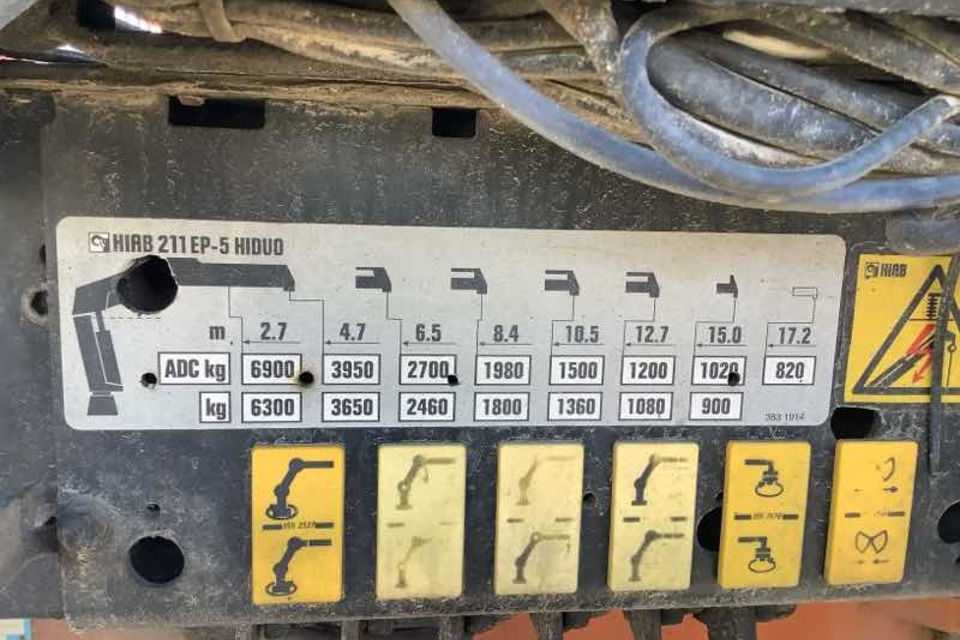 HIAB 211 EP-5 HIDUO
m 2.7 4.7 6.5 8.4 10.5 12.7 15.0 17.2
ADC kg 6900 3950 2700 1980 1500 1200 1020 820
kg 6300 3650 2460 1800 1360 1080 900
383 1914
HIAB